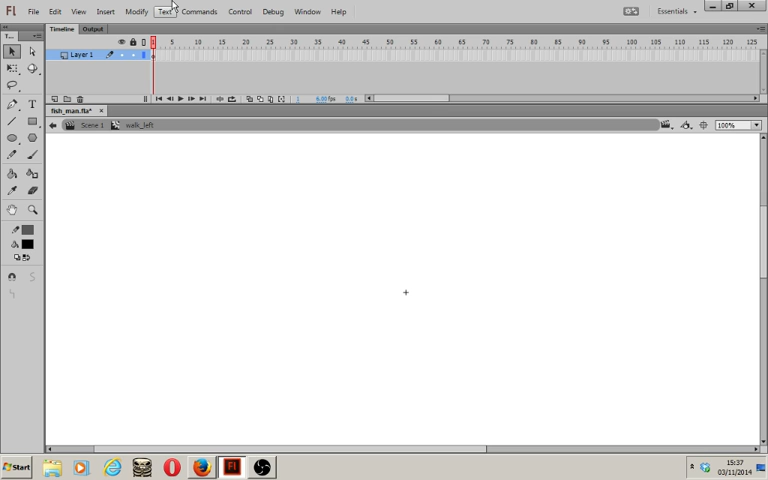 Fl File Edit View Insert Modify Text Commands Control Debug Window Help Essentials
Timeline Output
T...
1 5 10 15 20 25 30 35 40 45 50 55 60 65 70 75 80 85 90 95 100 105 110 115 120 125
Layer 1
1 6.00 fps 0.0 s
fish_man.fla* ×
Scene 1 walk_left 100%
T
S
Start Fl 15:37
03/11/2014